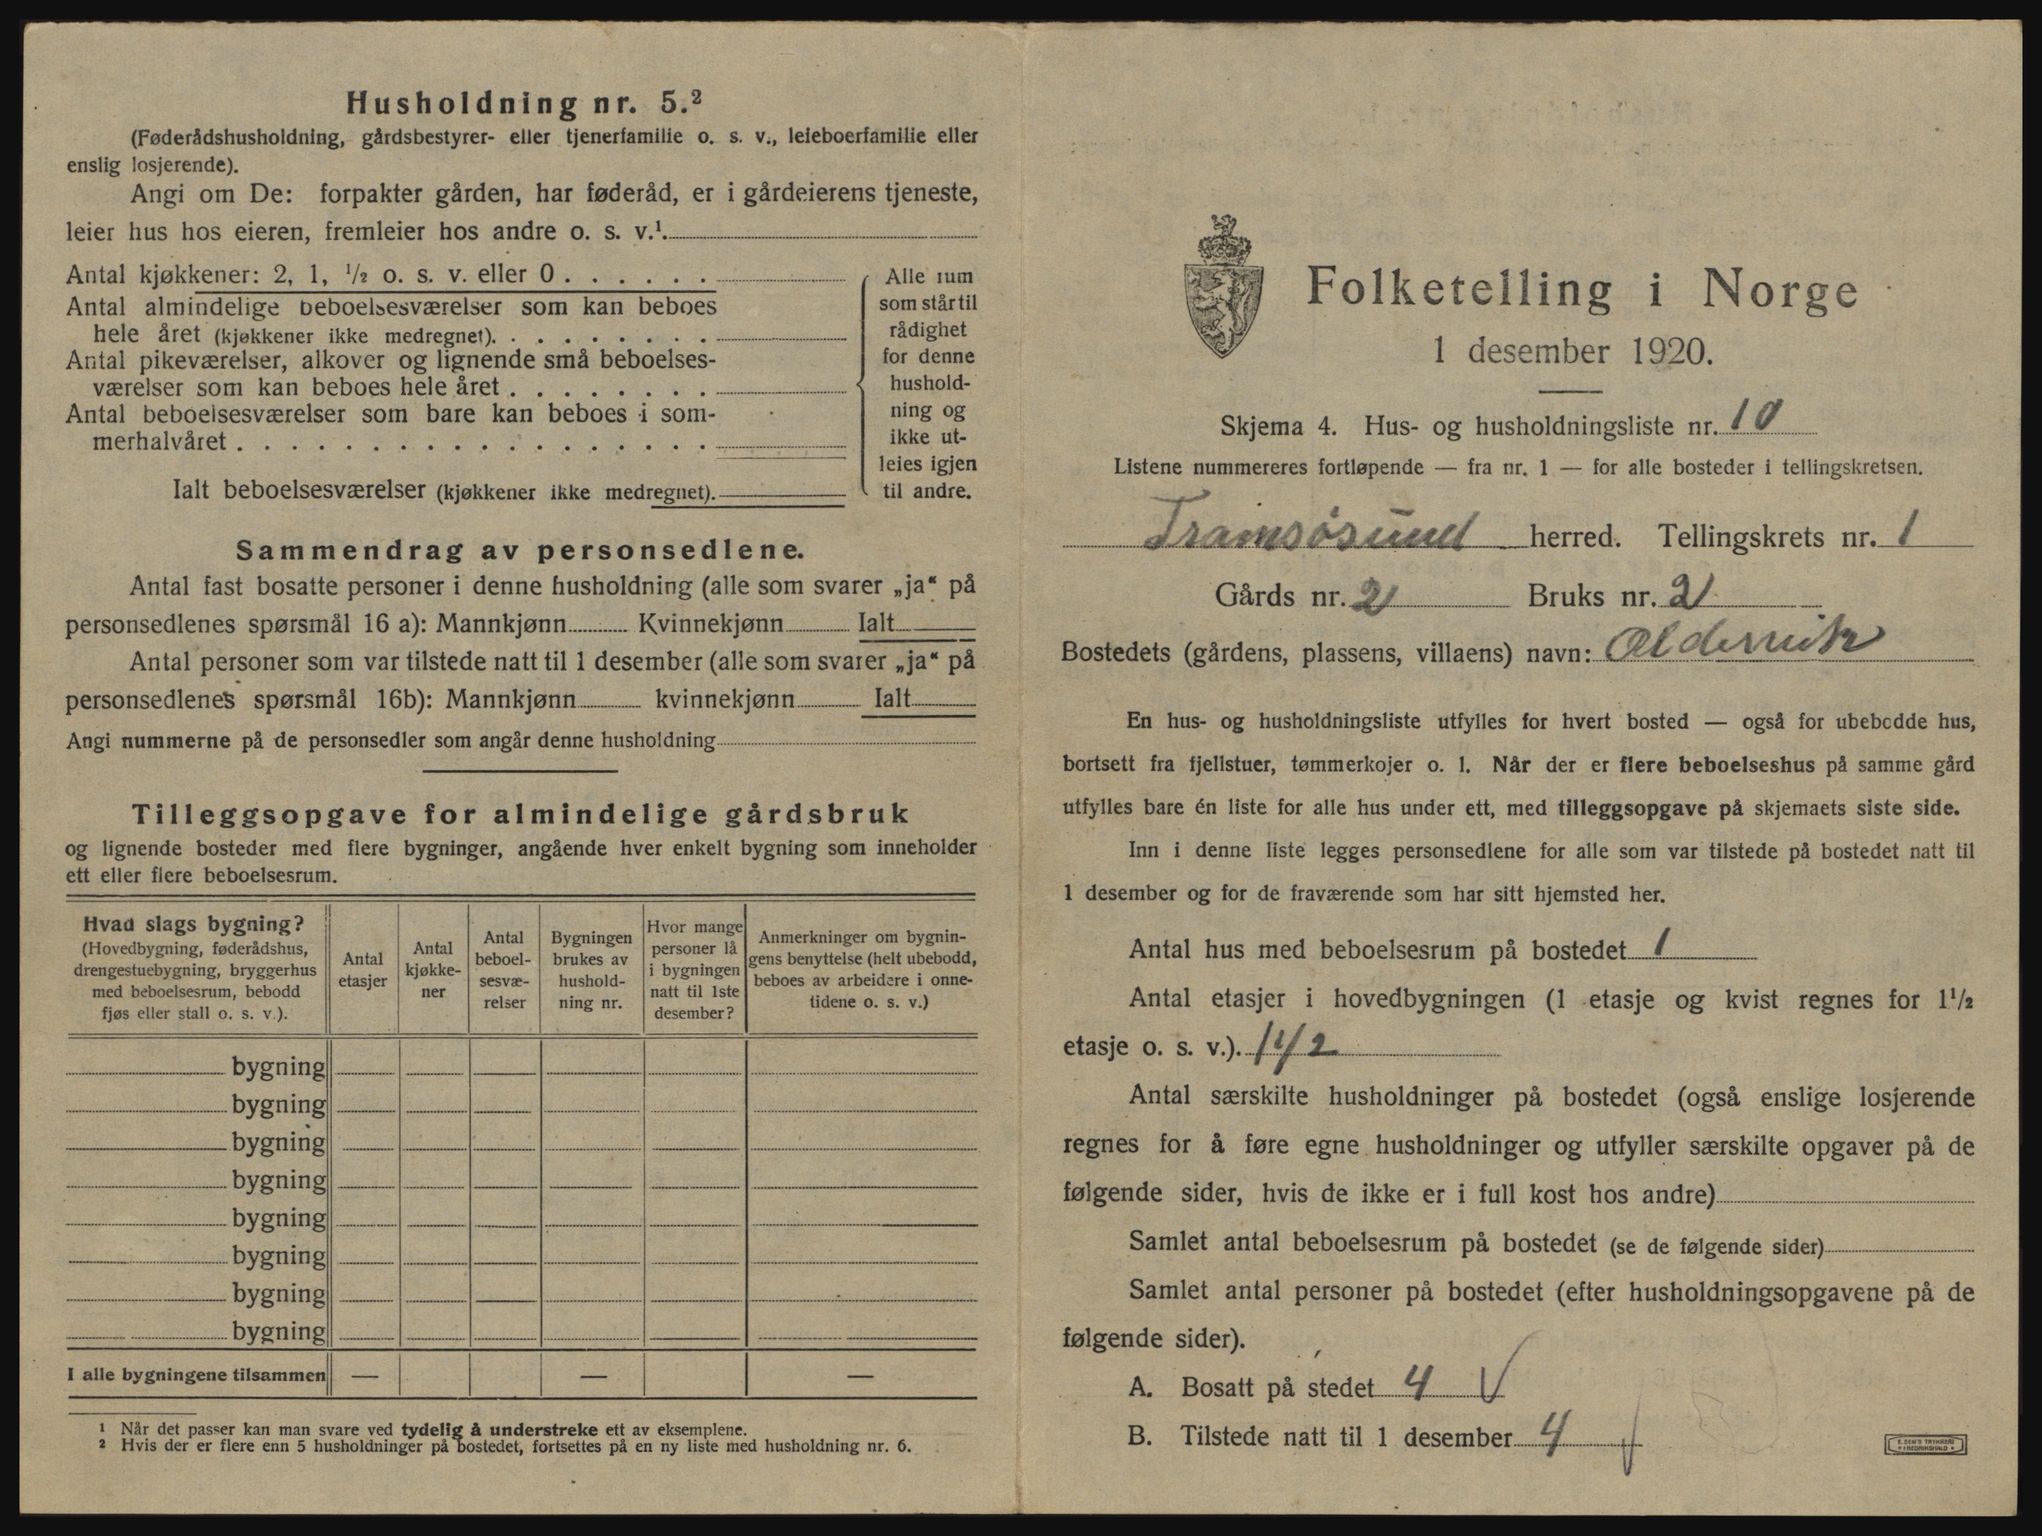 Husholdning nr. 5.²
(Føderådshusholdning, gårdsbestyrer- eller tjenerfamilie o. s. v., leieboerfamilie eller
enslig losjerende).
Angi om De: forpakter gården, har føderåd, er i gårdeierens tjeneste,
leier hus hos eieren, fremleier hos andre o. s. v.¹.
Antal kjøkkener: 2, 1, ½ o. s. v. eller 0 . . . . . .
Antal almindelige beboelsesværelser som kan beboes
hele året (kjøkkener ikke medregnet). . . . . . . . .
Antal pikeværelser, alkover og lignende små beboelses-
værelser som kan beboes hele året . . . . . . . .
Antal beboelsesværelser som bare kan beboes i som-
merhalvåret . . . . . . . . . . . . . . . . . .
Ialt beboelsesværelser (kjøkkener ikke medregnet).
Alle rum
som står til
rådighet
for denne
hushold-
ning og
ikke ut-
leies igjen
til andre.
Sammendrag av personsedlene.
Antal fast bosatte personer i denne husholdning (alle som svarer „ja“ på
personsedlenes spørsmål 16 a): Mannkjønn Kvinnekjønn Ialt
Antal personer som var tilstede natt til 1 desember (alle som svarer „ja“ på
personsedlenes spørsmål 16b): Mannkjønn kvinnekjønn Ialt
Angi nummerne på de personsedler som angår denne husholdning
Tilleggsopgave for almindelige gårdsbruk
og lignende bosteder med flere bygninger, angående hver enkelt bygning som inneholder
ett eller flere beboelsesrum.
Hvad slags bygning?
(Hovedbygning, føderådshus,
drengestuebygning, bryggerhus
med beboelsesrum, bebodd
fjøs eller stall o. s. v.).
Antal
etasjer
Antal
kjøkke-
ner
Antal
beboel-
sesvæ-
relser
Bygningen
brukes av
hushold-
ning nr.
Hvor mange
personer lå
i bygningen
natt til 1ste
desember?
Anmerkninger om bygnin-
gens benyttelse (helt ubebodd,
beboes av arbeidere i onne-
tidene o. s. v.)
bygning
bygning
bygning
bygning
bygning
bygning
bygning
bygning
I alle bygningene tilsammen — — —
¹ Når det passer kan man svare ved tydelig å understreke ett av eksemplene.
² Hvis der er flere enn 5 husholdninger på bostedet, fortsettes på en ny liste med husholdning nr. 6.
Folketelling i Norge
1 desember 1920.
Skjema 4. Hus- og husholdningsliste nr. 10
Listene nummereres fortløpende — fra nr. 1 — for alle bosteder i tellingskretsen.
Tromsøsund herred. Tellingskrets nr. 1
Gårds nr. 2 Bruks nr. 2
Bostedets (gårdens, plassens, villaens) navn: Oldervik
En hus- og husholdningsliste utfylles for hvert bosted — også for ubebodde hus,
bortsett fra fjellstuer, tømmerkojer o. l. Når der er flere beboelseshus på samme gård
utfylles bare én liste for alle hus under ett, med tilleggsopgave på skjemaets siste side.
Inn i denne liste legges personsedlene for alle som var tilstede på bostedet natt til
1 desember og for de fraværende som har sitt hjemsted her.
Antal hus med beboelsesrum på bostedet 1
Antal etasjer i hovedbygningen (1 etasje og kvist regnes for 1½
etasje o. s. v.). 1 1/2
Antal særskilte husholdninger på bostedet (også enslige losjerende
regnes for å føre egne husholdninger og utfyller særskilte opgaver på de
følgende sider, hvis de ikke er i full kost hos andre)
Samlet antal beboelsesrum på bostedet (se de følgende sider)
Samlet antal personer på bostedet (efter husholdningsopgavene på de
følgende sider).
A. Bosatt på stedet 4 V
B. Tilstede natt til 1 desember 4
E. SEM'S TRYKKERI
FREDRIKSHALD